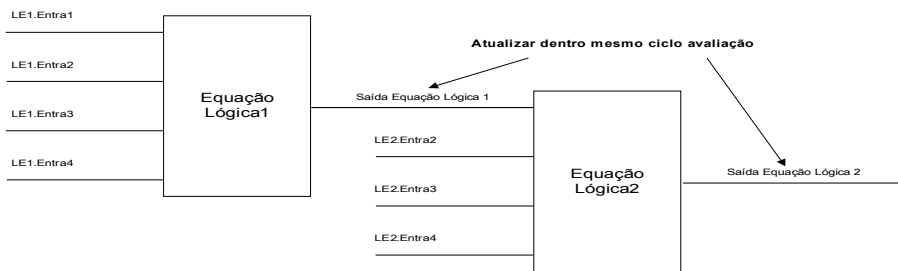 LE1.Entra1
LE1.Entra2
LE1.Entra3
LE1.Entra4
Equação
Lógica1
Atualizar dentro mesmo ciclo avaliação
Saída Equação Lógica 1
LE2.Entra2
LE2.Entra3
LE2.Entra4
Equação
Lógica2
Saída Equação Lógica 2